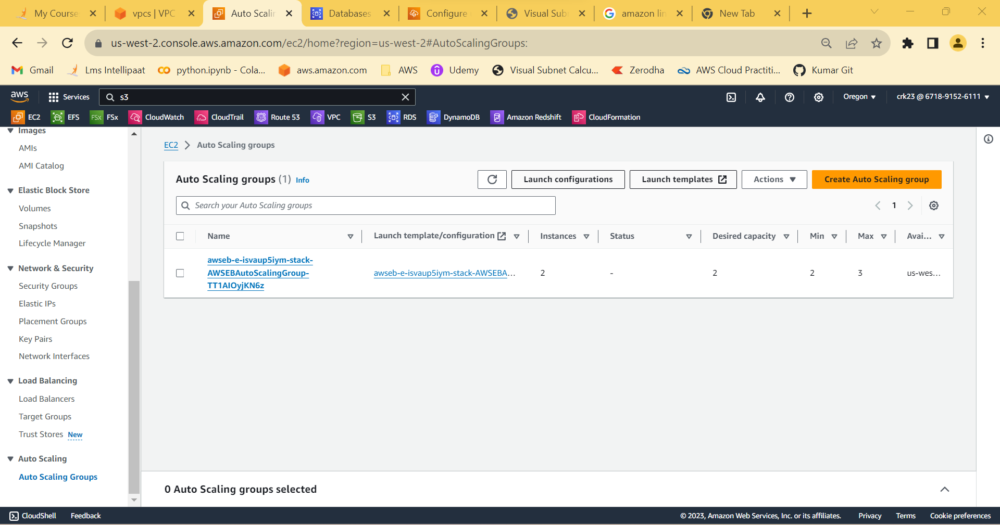 My Course
vpcs | VPC
Auto Scalin
Databases
Configure
Visual Sub
amazon lin
New Tab
us-west-2.console.aws.amazon.com/ec2/home?region=us-west-2#AutoScalingGroups:
Gmail
Lms Intellipaat
python.ipynb - Cola...
aws.amazon.com
AWS
Udemy
Visual Subnet Calcu...
Zerodha
AWS Cloud Practiti...
Kumar Git
aws
Services
s3
Oregon
crk23 @ 6718-9152-6111
EC2
EFS
FSx
FSx
CloudWatch
CloudTrail
Route 53
VPC
S3
RDS
DynamoDB
Amazon Redshift
CloudFormation
Images
AMIs
AMI Catalog
Elastic Block Store
Volumes
Snapshots
Lifecycle Manager
Network & Security
Security Groups
Elastic IPs
Placement Groups
Key Pairs
Network Interfaces
Load Balancing
Load Balancers
Target Groups
Trust Stores New
Auto Scaling
Auto Scaling Groups
EC2 > Auto Scaling groups
Auto Scaling groups (1) Info
Launch configurations
Launch templates
Actions
Create Auto Scaling group
Search your Auto Scaling groups
1
Name
Launch template/configuration
Instances
Status
Desired capacity
Min
Max
Avai...
awseb-e-isvaup5iym-stack-
AWSEBAutoScalingGroup-
TT1AIOyjKN6z
awseb-e-isvaup5iym-stack-AWSEBA...
2
-
2
2
3
us-wes...
0 Auto Scaling groups selected
CloudShell
Feedback
© 2023, Amazon Web Services, Inc. or its affiliates.
Privacy
Terms
Cookie preferences